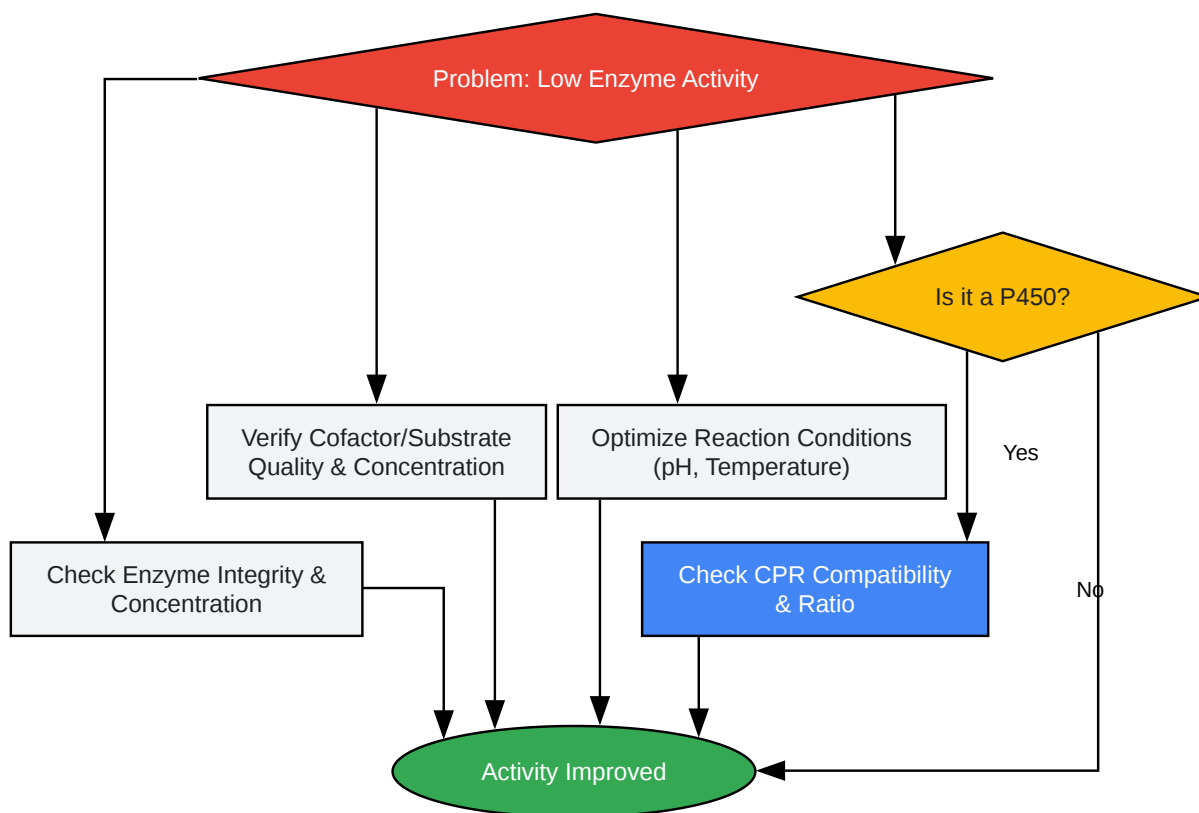 Problem: Low Enzyme Activity
Is it a P450?
Verify Cofactor/Substrate
Quality & Concentration
Optimize Reaction Conditions
(pH, Temperature)
Yes
Check Enzyme Integrity &
Concentration
Check CPR Compatibility
& Ratio
No
Activity Improved